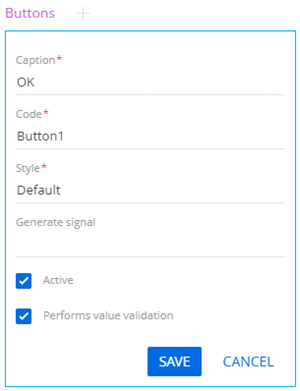 Buttons +
Caption*
OK
Code*
Button1
Style*
Default
Generate signal
Active
Performs value validation
SAVE CANCEL